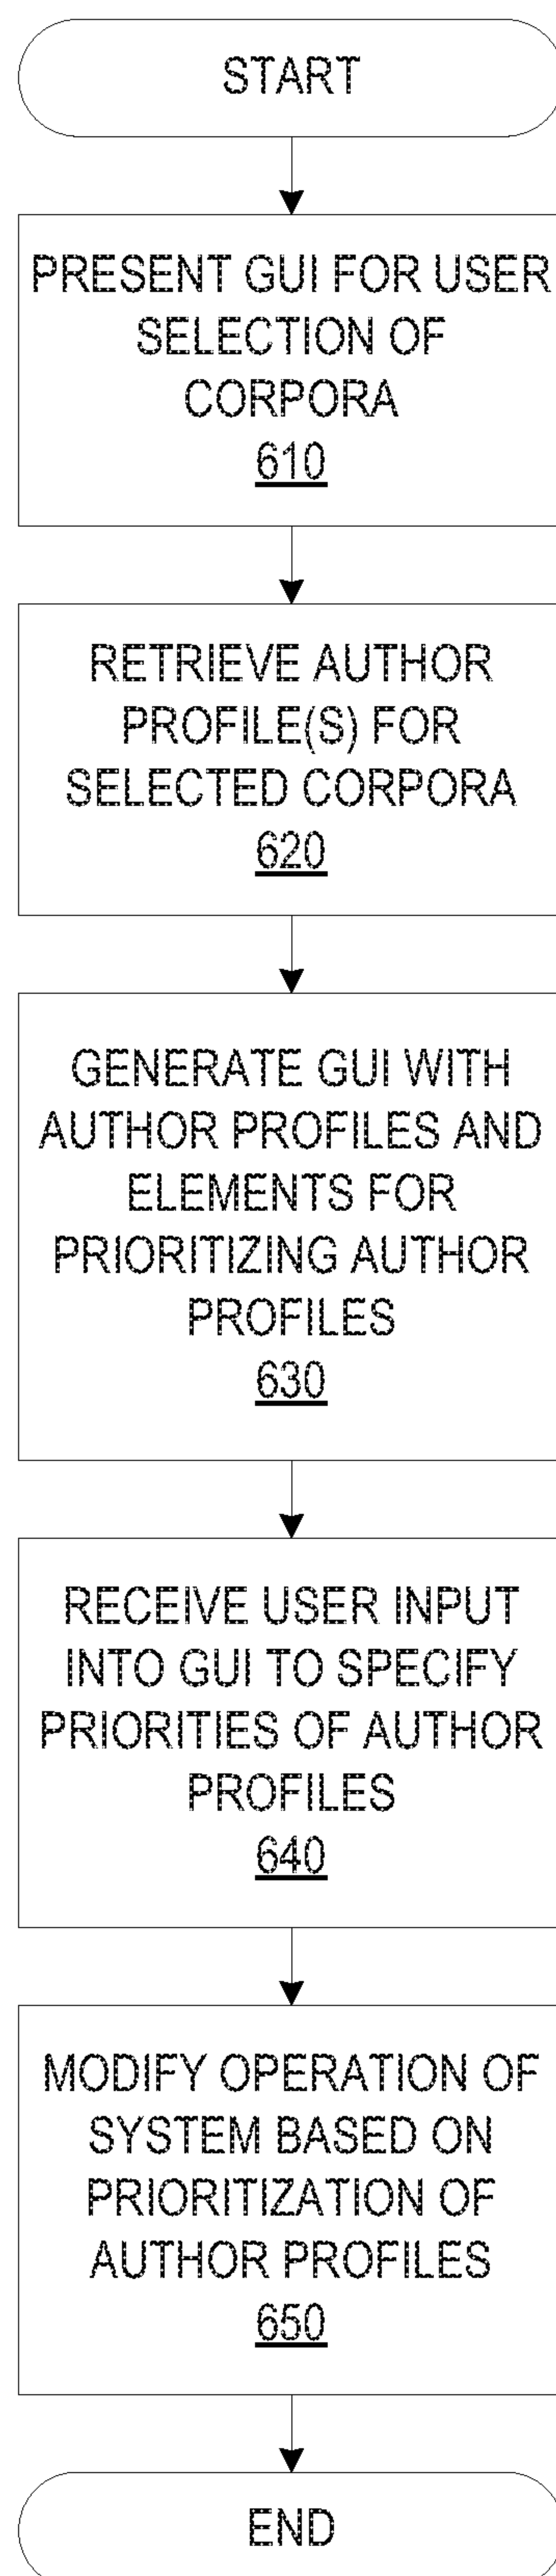 START
PRESENT GUI FOR USER
SELECTION OF
CORPORA
610
RETRIEVE AUTHOR
PROFILE(S) FOR
SELECTED CORPORA
620
GENERATE GUI WITH
AUTHOR PROFILES AND
ELEMENTS FOR
PRIORITIZING AUTHOR
PROFILES
630
RECEIVE USER INPUT
INTO GUI TO SPECIFY
PRIORITIES OF AUTHOR
PROFILES
640
MODIFY OPERATION OF
SYSTEM BASED ON
PRIORITIZATION OF
AUTHOR PROFILES
650
END